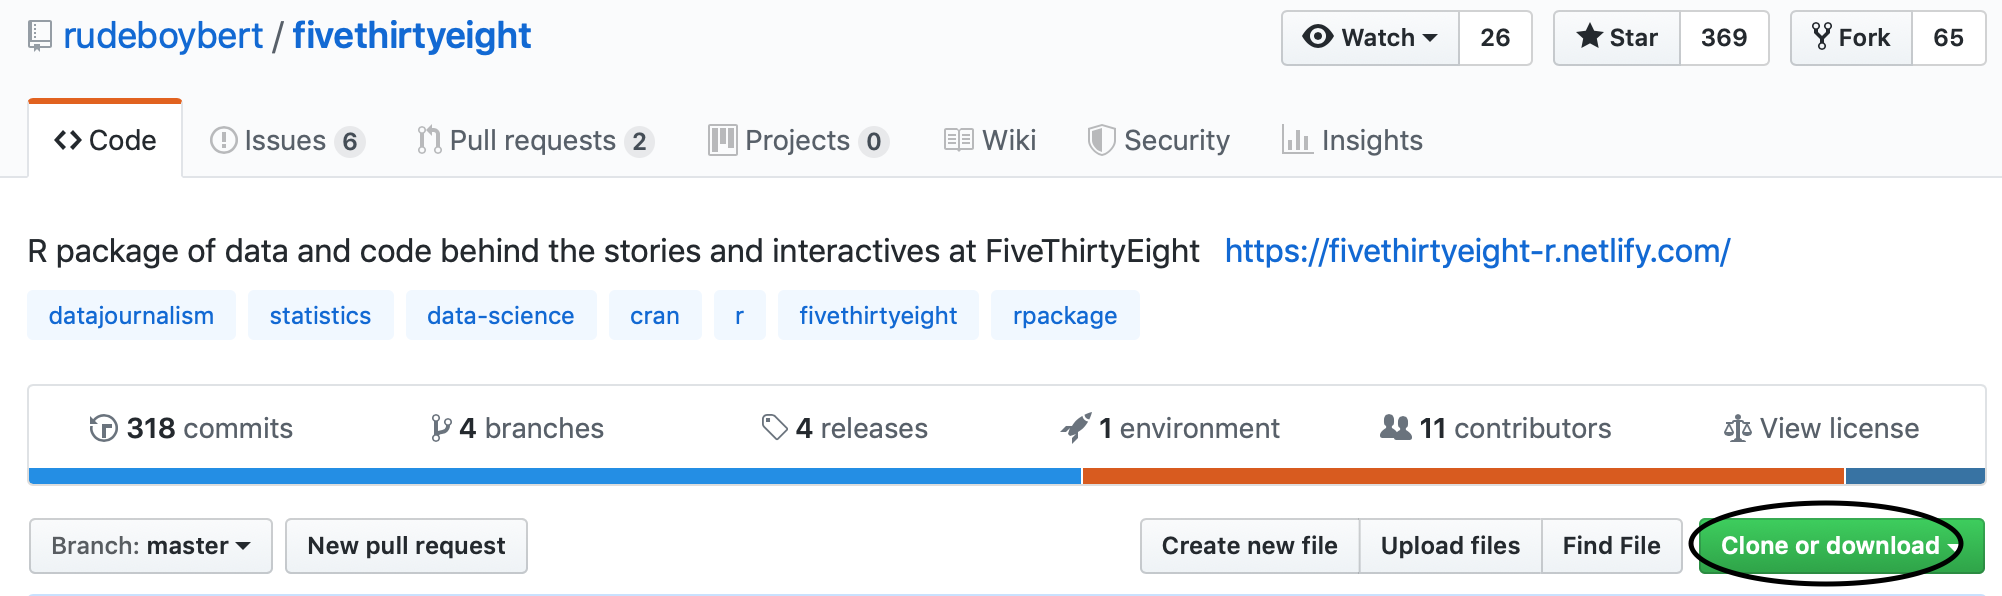 rudeboybert / fivethirtyeight Watch 26 Star 369 Fork 65
Code Issues 6 Pull requests 2 Projects 0 Wiki Security Insights
R package of data and code behind the stories and interactives at FiveThirtyEight https://fivethirtyeight-r.netlify.com/
datajournalism statistics data-science cran r fivethirtyeight rpackage
318 commits 4 branches 4 releases 1 environment 11 contributors View license
Branch: master New pull request Create new file Upload files Find File Clone or download